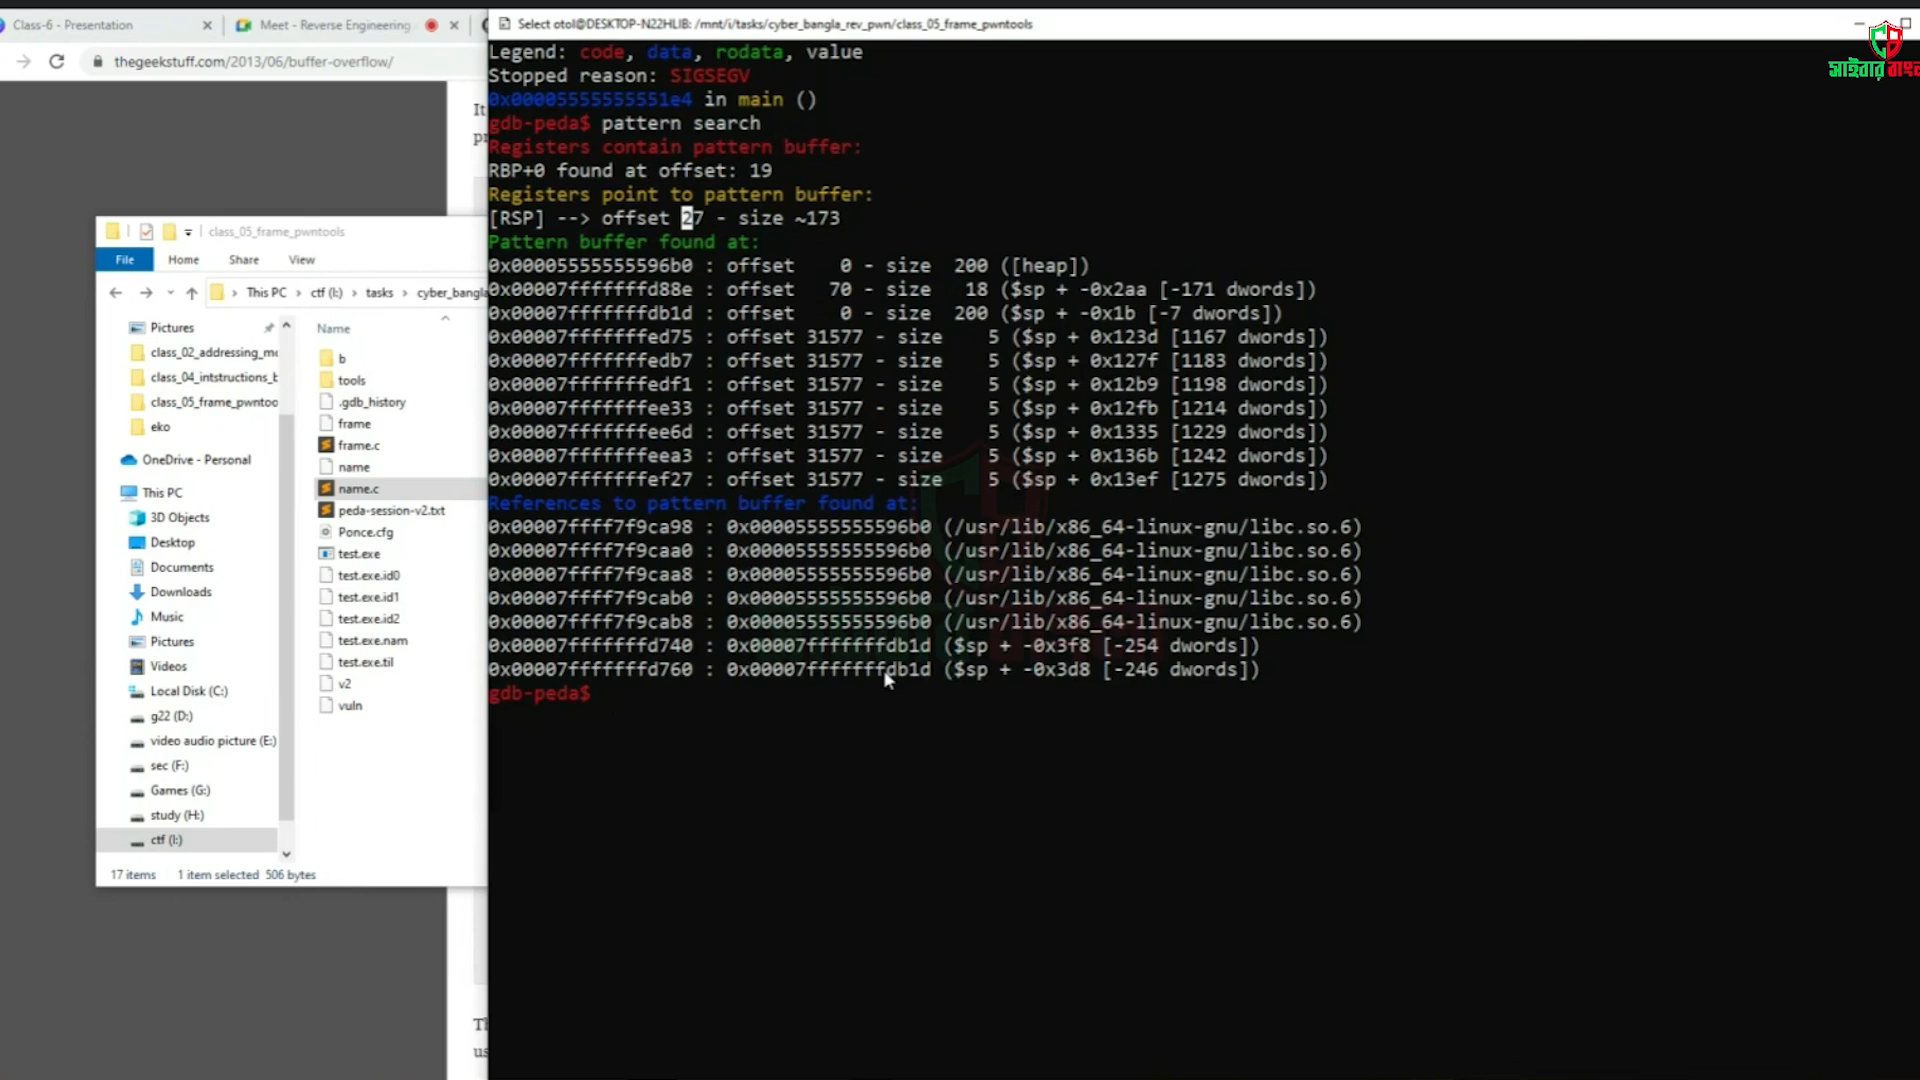 Class-6 - Presentation
Meet - Reverse Engineering
thegeekstuff.com/2013/06/buffer-overflow/
Select otol@DESKTOP-N22HLIB: /mnt/i/tasks/cyber_bangla_rev_pwn/class_05_frame_pwntools
Legend: code, data, rodata, value
Stopped reason: SIGSEGV
0x00005555555551e4 in main ()
gdb-peda$ pattern search
Registers contain pattern buffer:
RBP+0 found at offset: 19
Registers point to pattern buffer:
[RSP] --> offset 27 - size ~173
Pattern buffer found at:
0x00005555555596b0 : offset    0 - size  200 ([heap])
0x00007fffffffd88e : offset   70 - size   18 ($sp + -0x2aa [-171 dwords])
0x00007fffffffdb1d : offset    0 - size  200 ($sp + -0x1b [-7 dwords])
0x00007fffffffed75 : offset 31577 - size    5 ($sp + 0x123d [1167 dwords])
0x00007fffffffedb7 : offset 31577 - size    5 ($sp + 0x127f [1183 dwords])
0x00007fffffffedf1 : offset 31577 - size    5 ($sp + 0x12b9 [1198 dwords])
0x00007fffffffee33 : offset 31577 - size    5 ($sp + 0x12fb [1214 dwords])
0x00007fffffffee6d : offset 31577 - size    5 ($sp + 0x1335 [1229 dwords])
0x00007fffffffeea3 : offset 31577 - size    5 ($sp + 0x136b [1242 dwords])
0x00007fffffffef27 : offset 31577 - size    5 ($sp + 0x13ef [1275 dwords])
References to pattern buffer found at:
0x00007ffff7f9ca98 : 0x00005555555596b0 (/usr/lib/x86_64-linux-gnu/libc.so.6)
0x00007ffff7f9caa0 : 0x00005555555596b0 (/usr/lib/x86_64-linux-gnu/libc.so.6)
0x00007ffff7f9caa8 : 0x00005555555596b0 (/usr/lib/x86_64-linux-gnu/libc.so.6)
0x00007ffff7f9cab0 : 0x00005555555596b0 (/usr/lib/x86_64-linux-gnu/libc.so.6)
0x00007ffff7f9cab8 : 0x00005555555596b0 (/usr/lib/x86_64-linux-gnu/libc.so.6)
0x00007fffffffd740 : 0x00007fffffffdb1d ($sp + -0x3f8 [-254 dwords])
0x00007fffffffd760 : 0x00007fffffffdb1d ($sp + -0x3d8 [-246 dwords])
gdb-peda$
It
class_05_frame_pwntools
File Home Share View
This PC > ctf (I:) > tasks > cyber_bangla
Pictures
class_02_addressing_mo
class_04_intstructions_b
class_05_frame_pwntoo
eko
OneDrive - Personal
This PC
3D Objects
Desktop
Documents
Downloads
Music
Pictures
Videos
Local Disk (C:)
g22 (D:)
video audio picture (E:)
sec (F:)
Games (G:)
study (H:)
ctf (I:)
Name
b
tools
.gdb_history
frame
frame.c
name
name.c
peda-session-v2.txt
Ponce.cfg
test.exe
test.exe.id0
test.exe.id1
test.exe.id2
test.exe.nam
test.exe.til
v2
vuln
17 items 1 item selected 506 bytes
সাইবার বাংলা